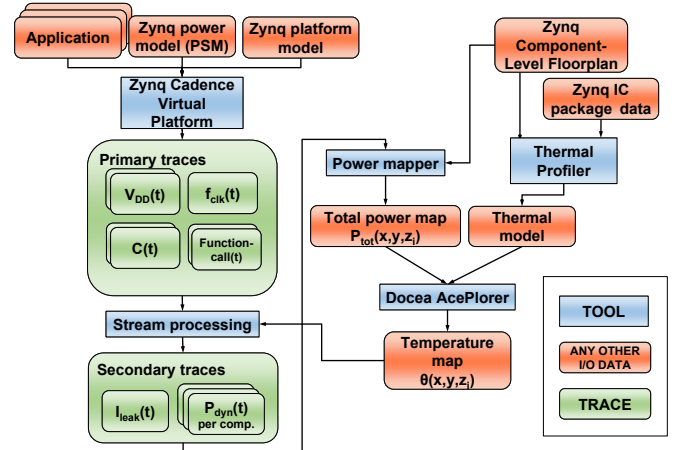 Application
Zynq power
model (PSM)
Zynq platform
model
Zynq Cadence
Virtual
Platform
Primary traces
V_DD(t)
f_clk(t)
C(t)
Function-
call(t)
Stream processing
Secondary traces
I_leak(t)
P_dyn(t)
per comp.
Zynq
Component-
Level Floorplan
Zynq IC
package data
Power mapper
Thermal
Profiler
Total power map
P_tot(x,y,z_i)
Thermal
model
Docea AcePlorer
Temperature
map
θ(x,y,z_i)
TOOL
ANY OTHER
I/O DATA
TRACE